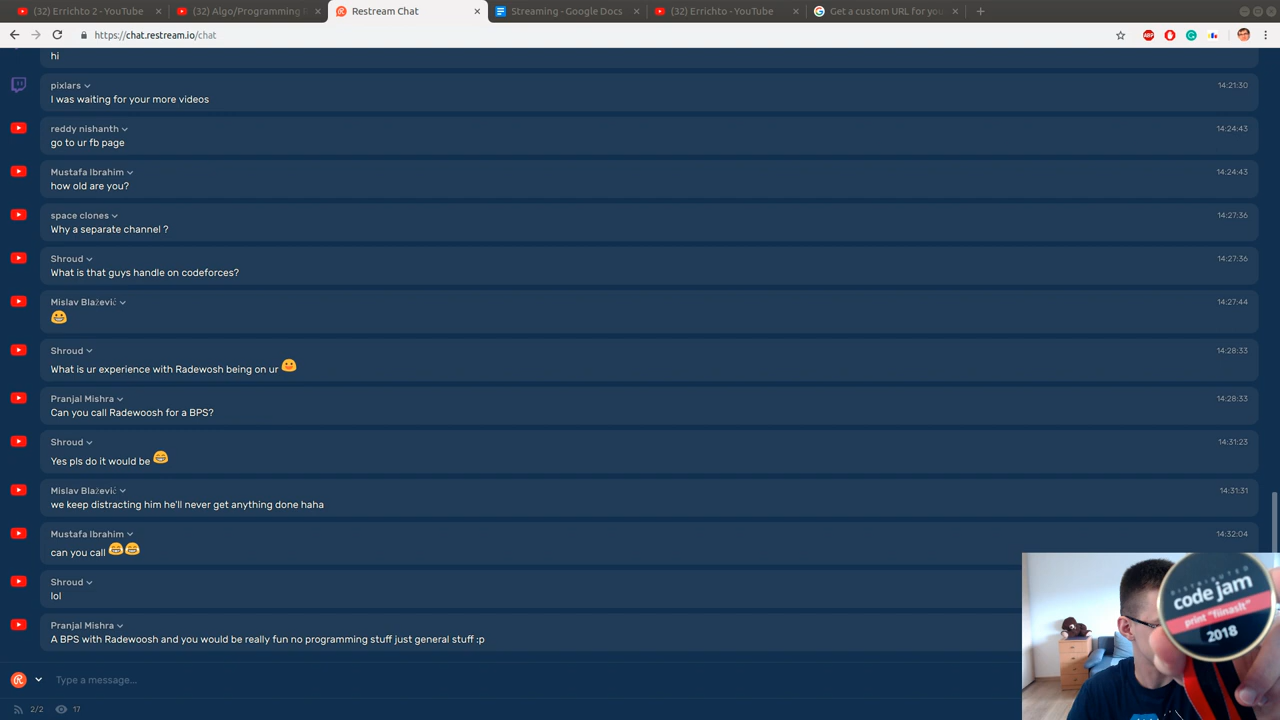 (32) Errichto 2 - YouTube
(32) Algo/Programming
Restream Chat
Streaming - Google Docs
(32) Errichto - YouTube
Get a custom URL for you
https://chat.restream.io/chat
hi
pixlars
14:21:30
I was waiting for your more videos
reddy nishanth
14:24:43
go to ur fb page
Mustafa Ibrahim
14:24:43
how old are you?
space clones
14:27:36
Why a separate channel ?
Shroud
14:27:36
What is that guys handle on codeforces?
Mislav Blažević
14:27:44
Shroud
14:28:33
What is ur experience with Radewosh being on ur
Pranjal Mishra
14:28:33
Can you call Radewoosh for a BPS?
Shroud
14:31:23
Yes pls do it would be
Mislav Blažević
14:31:31
we keep distracting him he'll never get anything done haha
Mustafa Ibrahim
14:32:04
can you call
Shroud
lol
Pranjal Mishra
A BPS with Radewoosh and you would be really fun no programming stuff just general stuff :p
Type a message...
2/2
17
DISTRIBUTED
code jam
print "fiinaslt"
2018